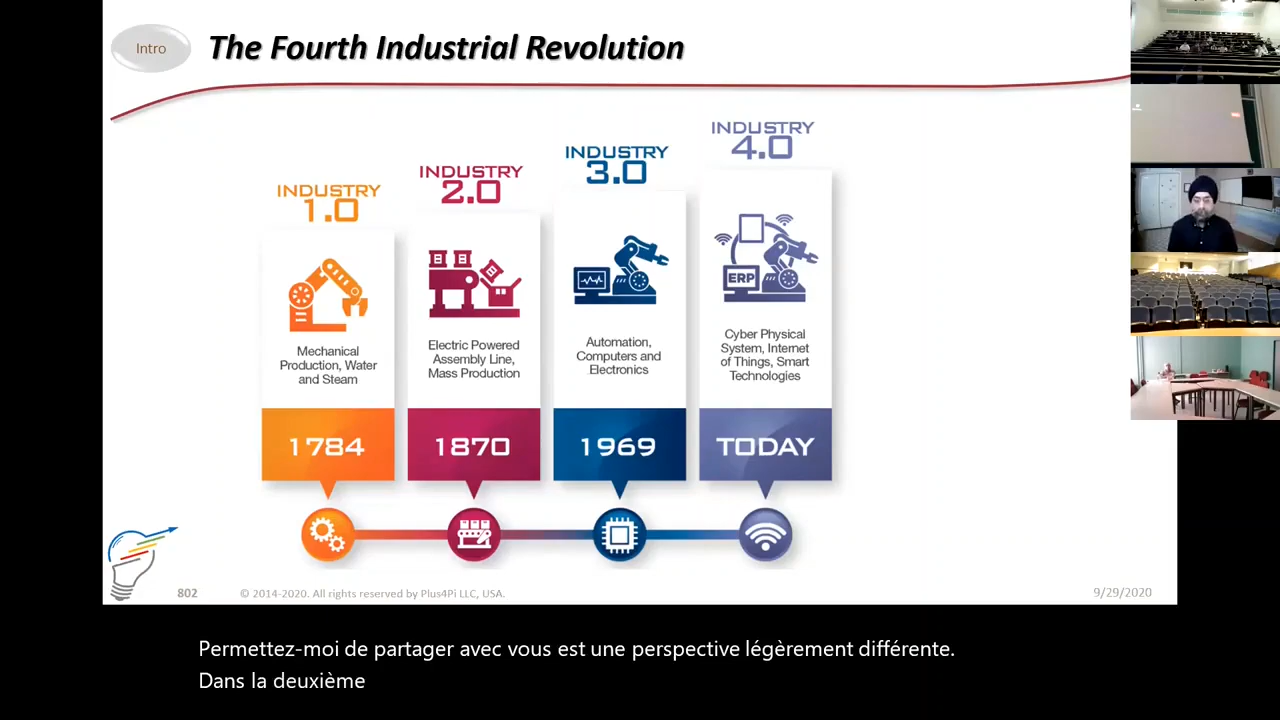 Intro
The Fourth Industrial Revolution
INDUSTRY
1.0
INDUSTRY
2.0
INDUSTRY
3.0
INDUSTRY
4.0
ERP
Mechanical
Production, Water
and Steam
Electric Powered
Assembly Line,
Mass Production
Automation,
Computers and
Electronics
Cyber Physical
System, Internet
of Things, Smart
Technologies
1784
1870
1969
TODAY
802
© 2014-2020. All rights reserved by Plus4Pi LLC, USA.
9/29/2020
Permettez-moi de partager avec vous est une perspective légèrement différente.
Dans la deuxième